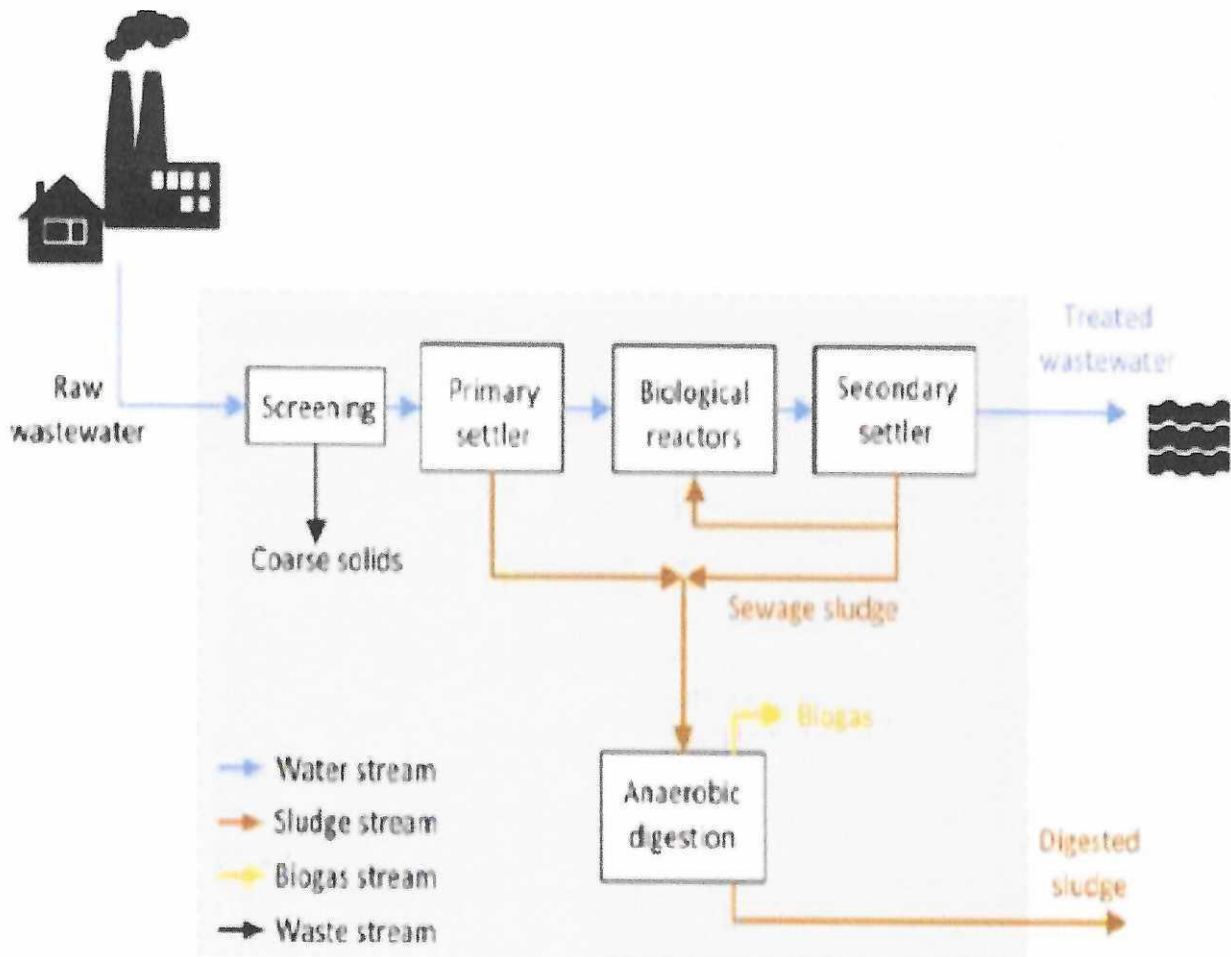 Raw
wastewater
Screening
Primary
settler
Biological
reactors
Secondary
settler
Treated
wastewater
Coarse solids
Sewage sludge
Biogas
Anaerobic
digestion
Digested
sludge
Water stream
Sludge stream
Biogas stream
Waste stream